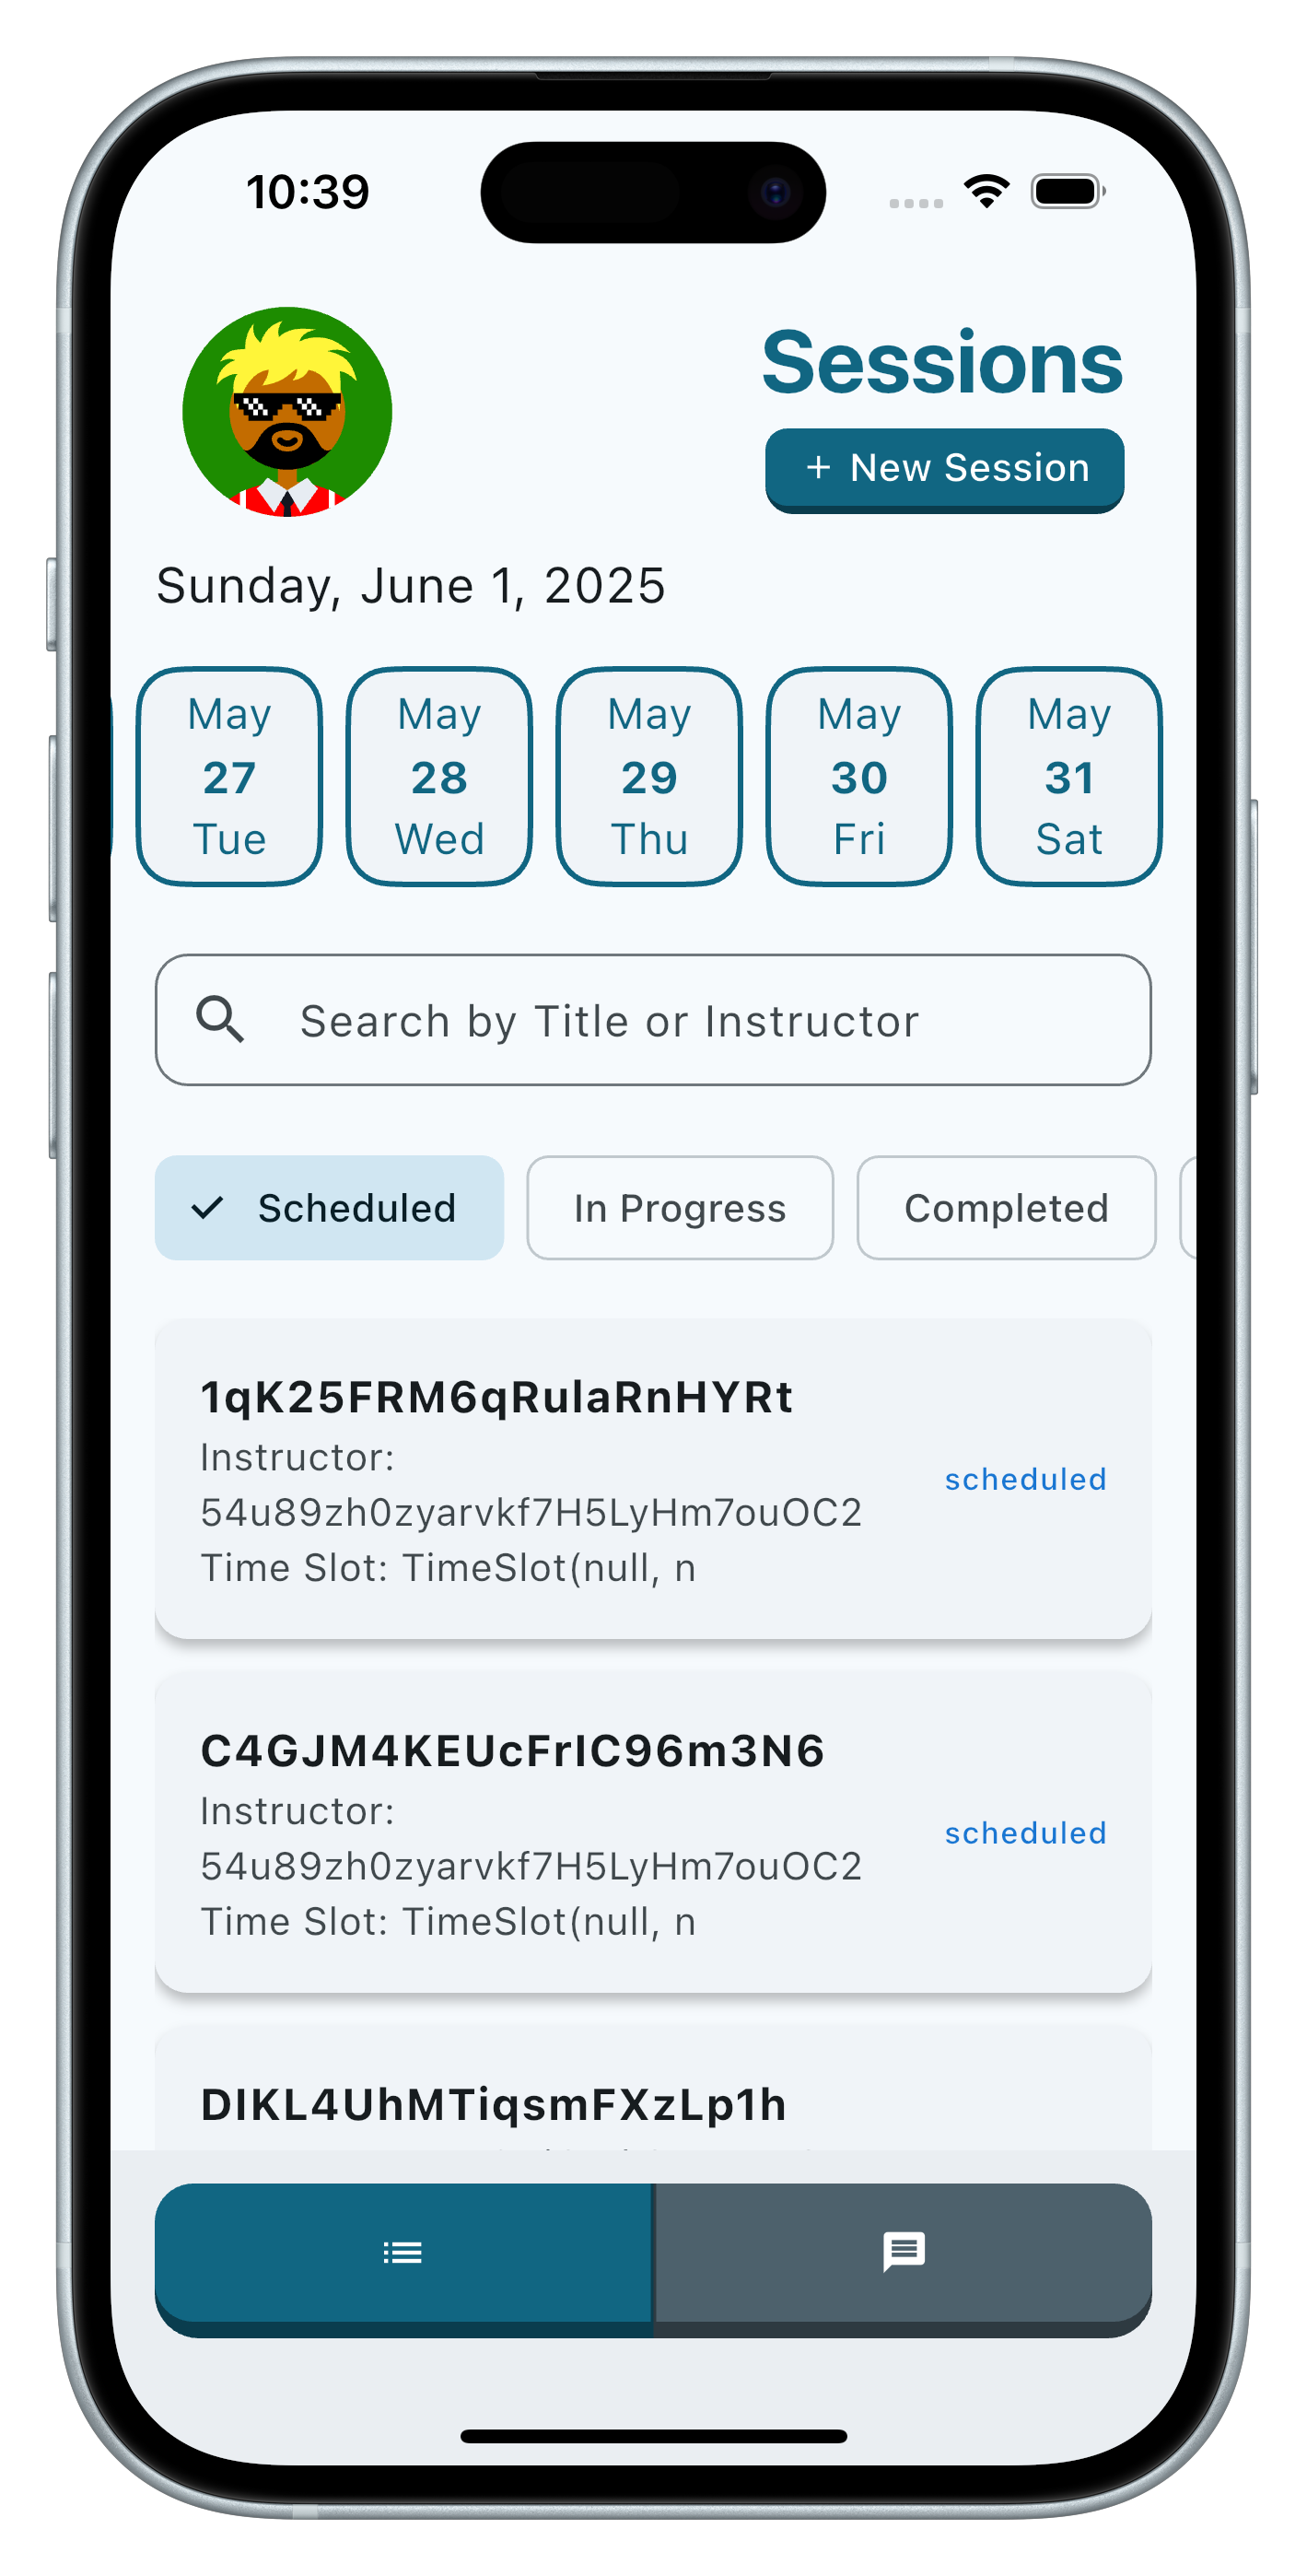 10:39
Sessions
+ New Session
Sunday, June 1, 2025
May May May May May
27 28 29 30 31
Tue Wed Thu Fri Sat
Search by Title or Instructor
Scheduled In Progress Completed
1qK25FRM6qRulaRnHYRt
Instructor:
54u89zh0zyarvkf7H5LyHm7ouOC2
Time Slot: TimeSlot(null, n
scheduled
C4GJM4KEUcFrIC96m3N6
Instructor:
54u89zh0zyarvkf7H5LyHm7ouOC2
Time Slot: TimeSlot(null, n
scheduled
DIKL4UhMTiqsmFXzLp1h